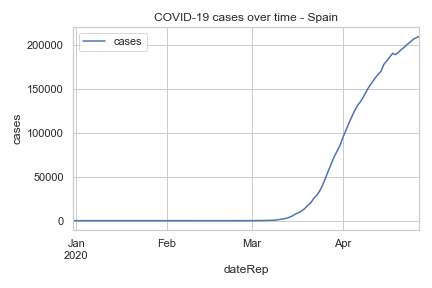 COVID-19 cases over time - Spain
cases
200000
150000
100000
50000
0
cases
Jan Feb Mar Apr
2020
dateRep